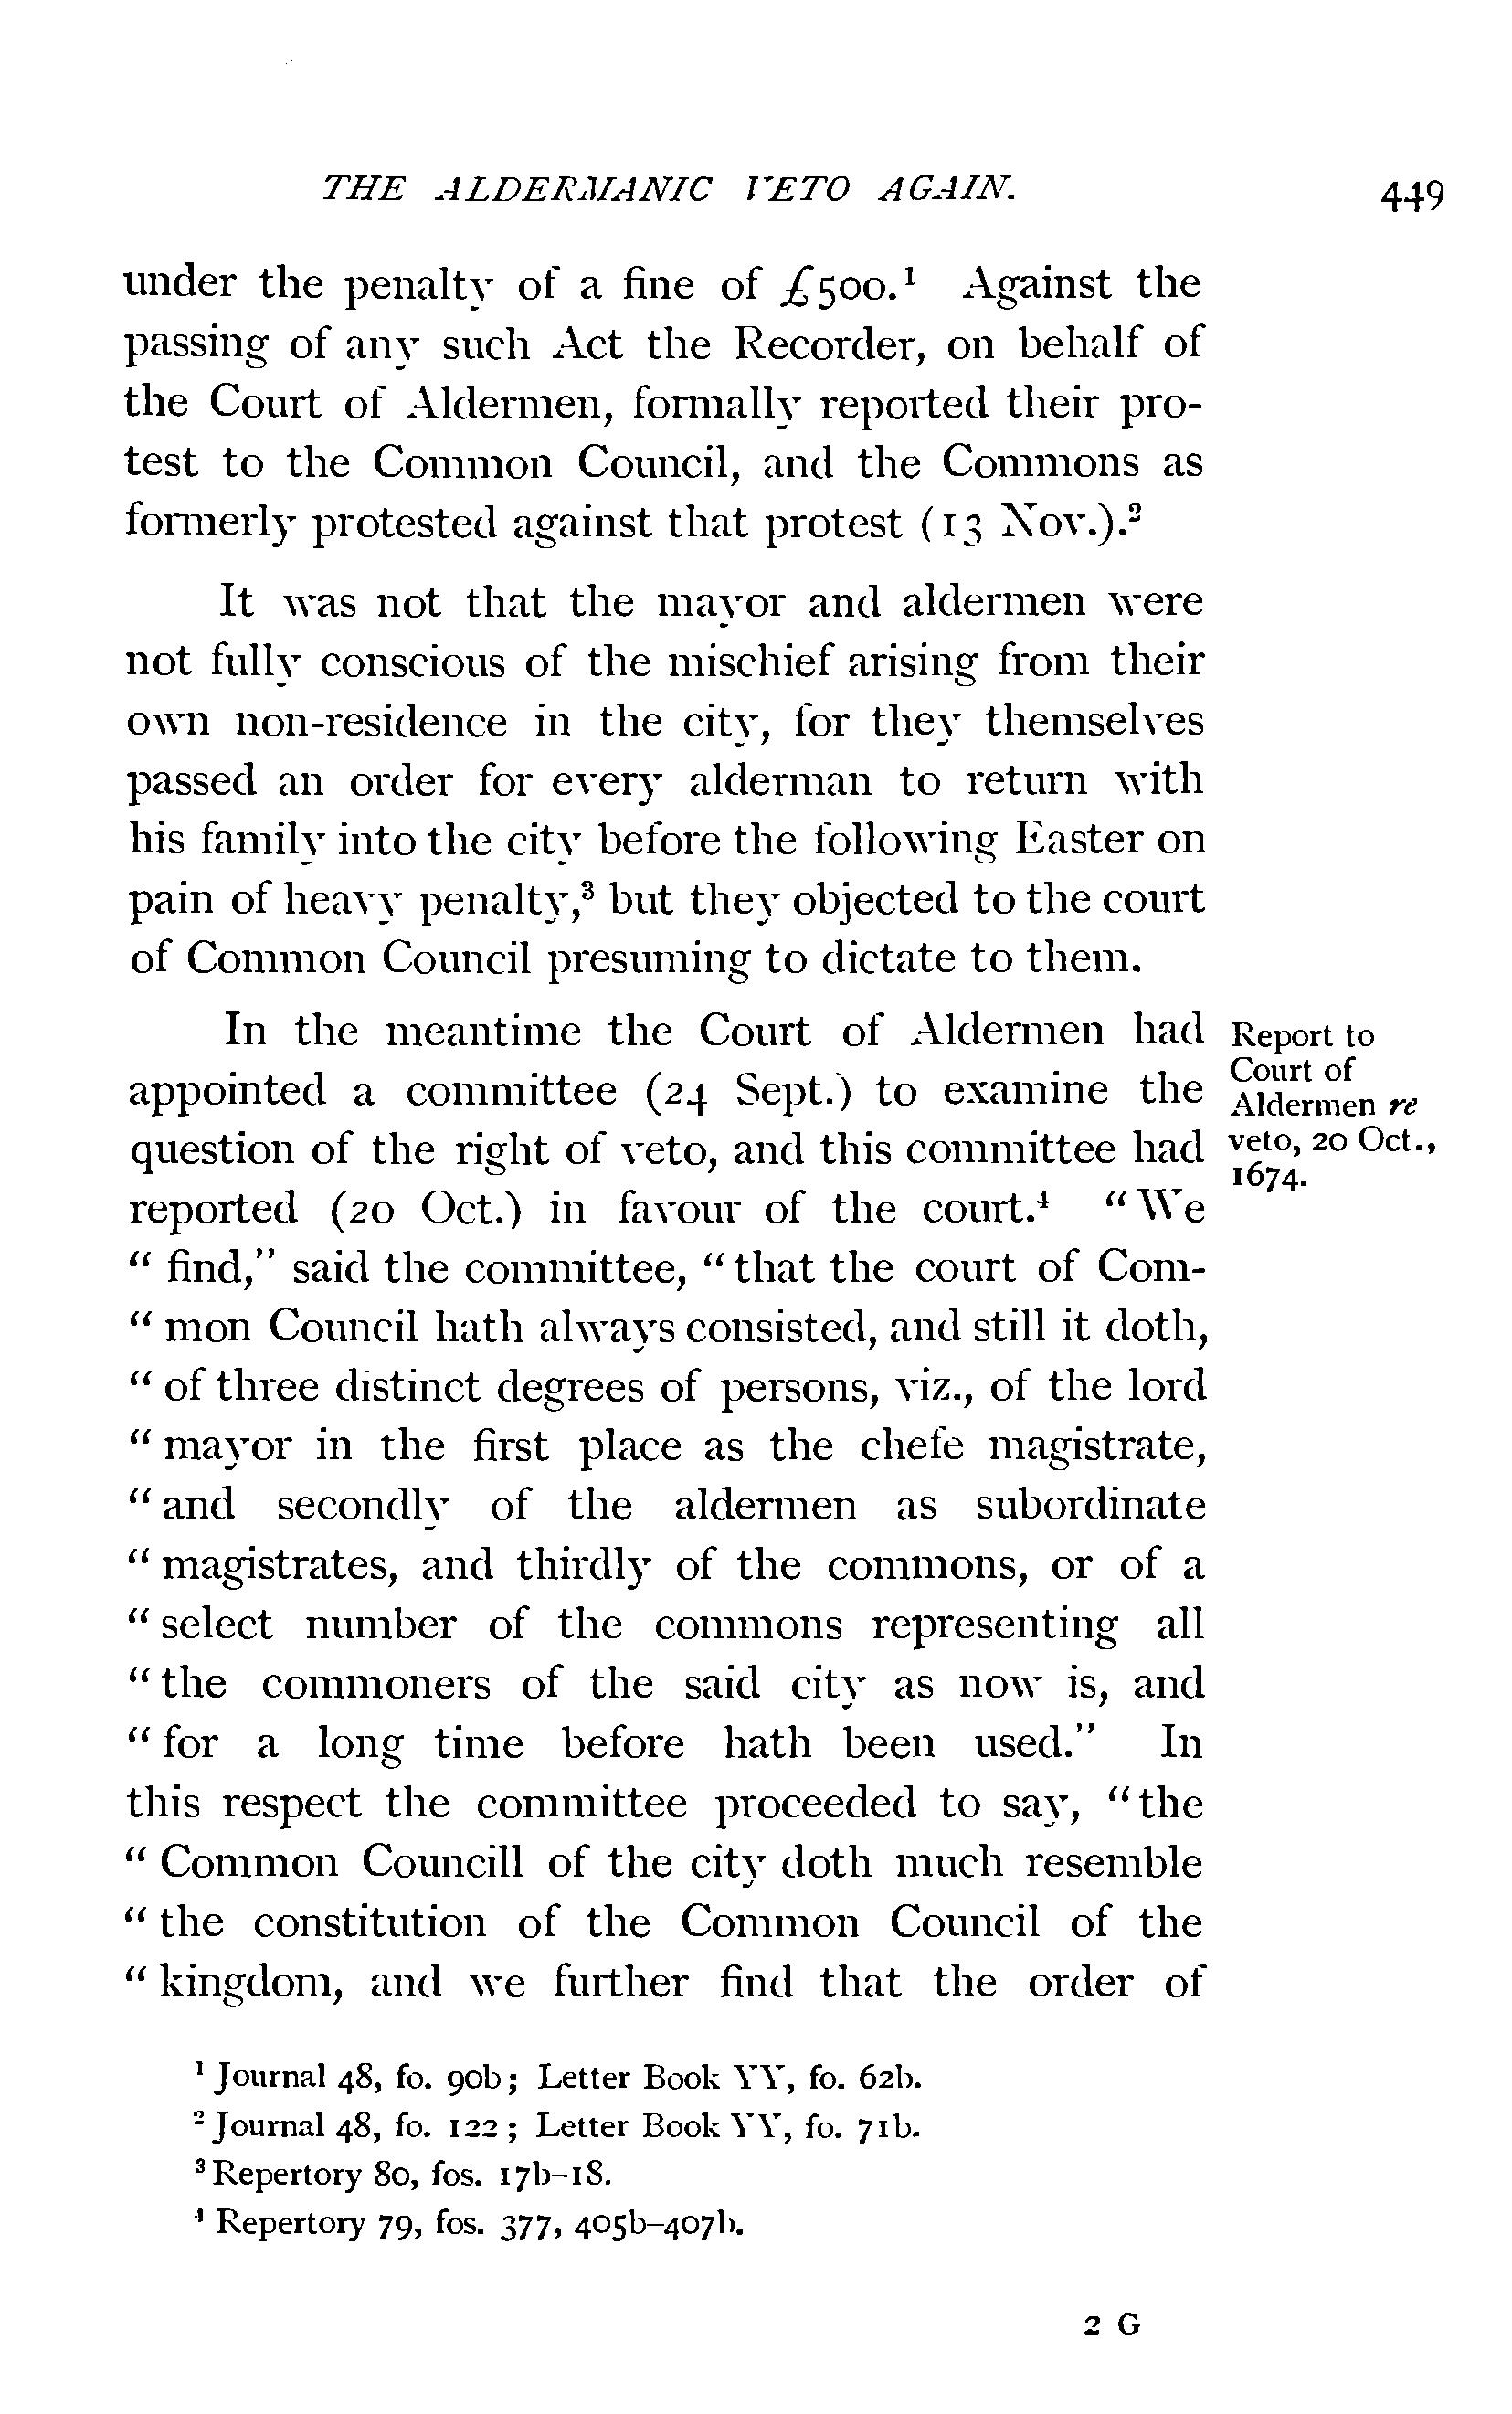 THE ALDERMANIC VETO AGAIN. 449
under the penalty of a fine of £500.¹ Against the
passing of any such Act the Recorder, on behalf of
the Court of Aldermen, formally reported their pro-
test to the Common Council, and the Commons as
formerly protested against that protest (13 Nov.).²
It was not that the mayor and aldermen were
not fully conscious of the mischief arising from their
own non-residence in the city, for they themselves
passed an order for every alderman to return with
his family into the city before the following Easter on
pain of heavy penalty,³ but they objected to the court
of Common Council presuming to dictate to them.
In the meantime the Court of Aldermen had
appointed a committee (24 Sept.) to examine the
question of the right of veto, and this committee had
reported (20 Oct.) in favour of the court.⁴ “We
“ find,” said the committee, “that the court of Com-
“ mon Council hath always consisted, and still it doth,
“ of three distinct degrees of persons, viz., of the lord
“ mayor in the first place as the chefe magistrate,
“ and secondly of the aldermen as subordinate
“ magistrates, and thirdly of the commons, or of a
“ select number of the commons representing all
“ the commoners of the said city as now is, and
“ for a long time before hath been used.” In
this respect the committee proceeded to say, “the
“ Common Councill of the city doth much resemble
“ the constitution of the Common Council of the
“ kingdom, and we further find that the order of
Report to
Court of
Aldermen re
veto, 20 Oct.,
1674.
¹ Journal 48, fo. 90b; Letter Book YY, fo. 62b.
² Journal 48, fo. 122; Letter Book YY, fo. 71b.
³ Repertory 80, fos. 17b-18.
⁴ Repertory 79, fos. 377, 405b-407b.
2 G